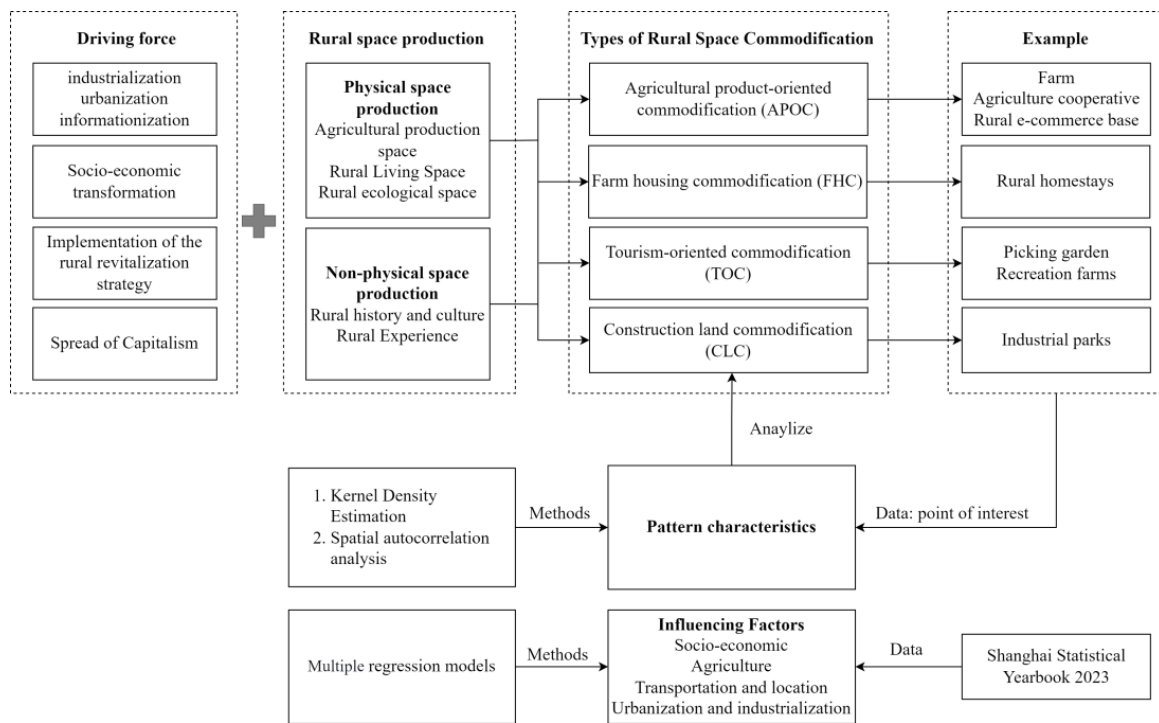 Driving force
industrialization
urbanization
informationization
Socio-economic
transformation
Implementation of the
rural revitalization
strategy
Spread of Capitalism
Rural space production
Physical space
production
Agricultural production
space
Rural Living Space
Rural ecological space
Non-physical space
production
Rural history and culture
Rural Experience
Types of Rural Space Commodification
Agricultural product-oriented
commodification (APOC)
Farm housing commodification (FHC)
Tourism-oriented commodification
(TOC)
Construction land commodification
(CLC)
Example
Farm
Agriculture cooperative
Rural e-commerce base
Rural homestays
Picking garden
Recreation farms
Industrial parks
Anaylize
1. Kernel Density
Estimation
2. Spatial autocorrelation
analysis
Methods
Pattern characteristics
Data: point of interest
Multiple regression models
Methods
Influencing Factors
Socio-economic
Agriculture
Transportation and location
Urbanization and industrialization
Data
Shanghai Statistical
Yearbook 2023